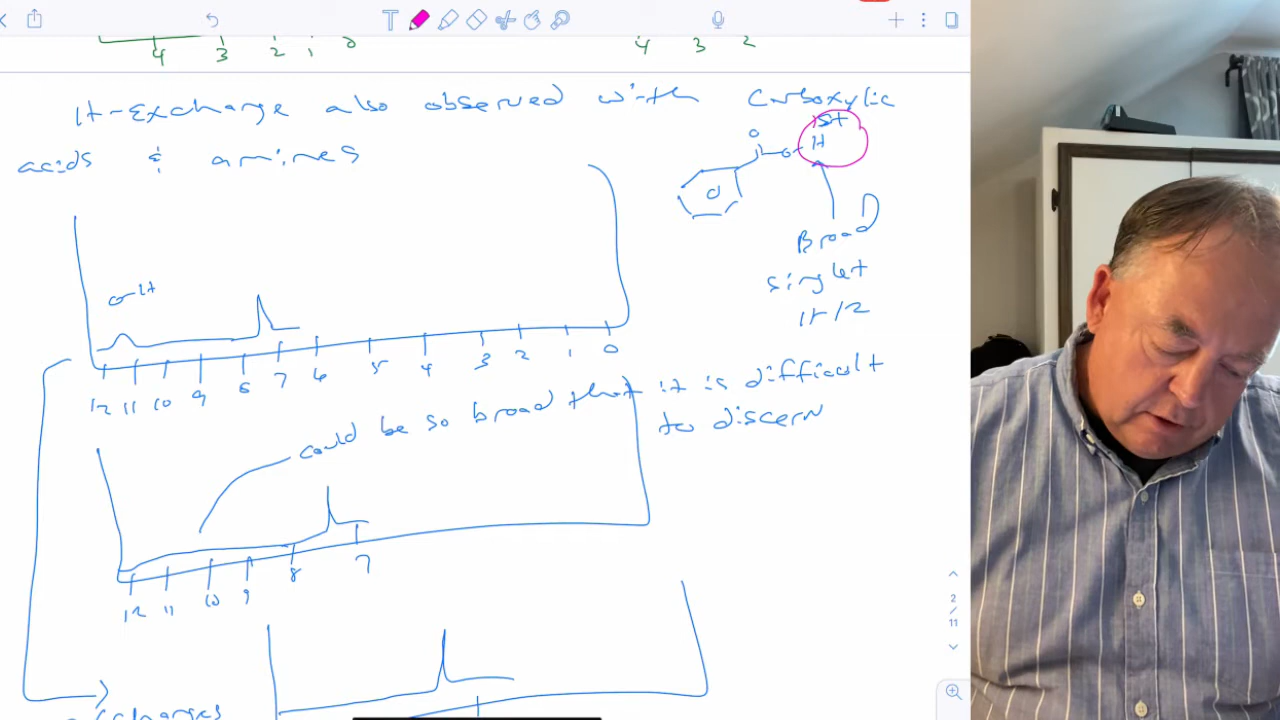 4 3 2 1 0
4 3 2
H-Exchange also observed with Carboxylic
acids & amines
O
O H
O
Broad
singlet
1H
O-H
12 11 10 9 8 7 6 5 4 3 2 1 0
could be so broad that it is difficult
to discern
12 11 10 9 8 7
2
/
11